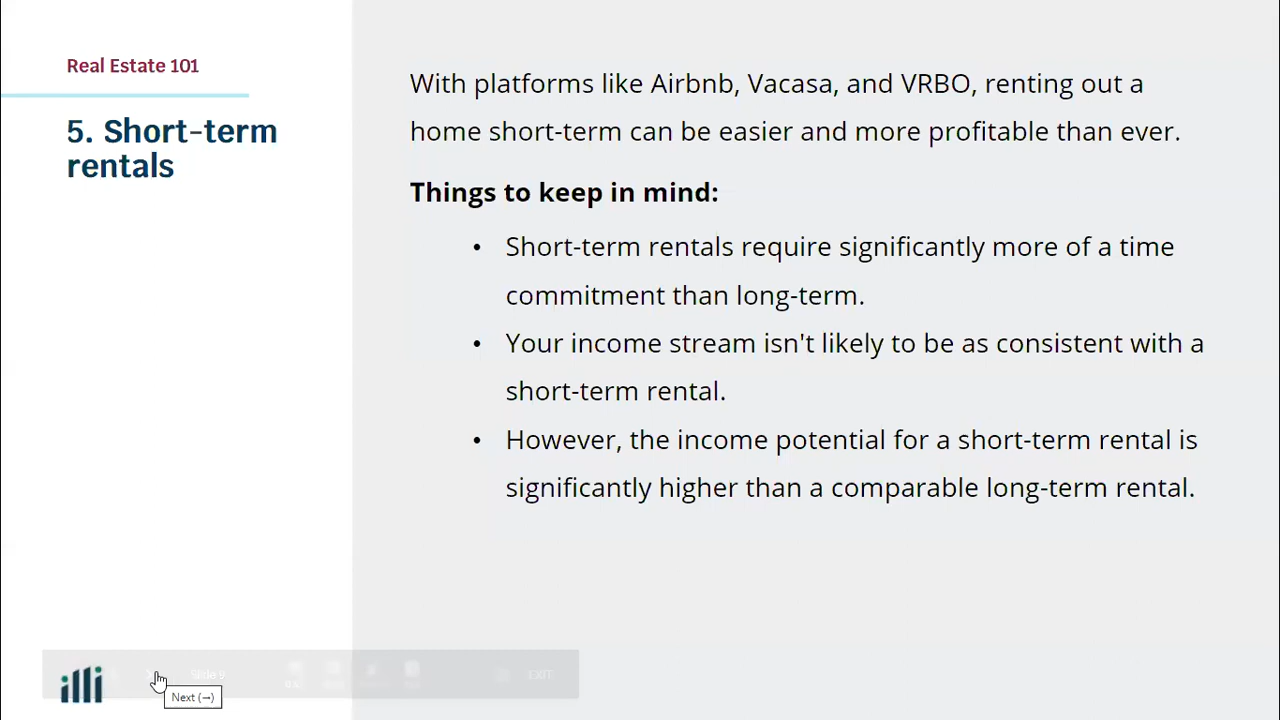 Real Estate 101
5. Short-term
rentals
With platforms like Airbnb, Vacasa, and VRBO, renting out a
home short-term can be easier and more profitable than ever.
Things to keep in mind:
• Short-term rentals require significantly more of a time
commitment than long-term.
• Your income stream isn't likely to be as consistent with a
short-term rental.
• However, the income potential for a short-term rental is
significantly higher than a comparable long-term rental.
Slide 9
EXIT
Next (→)
illi